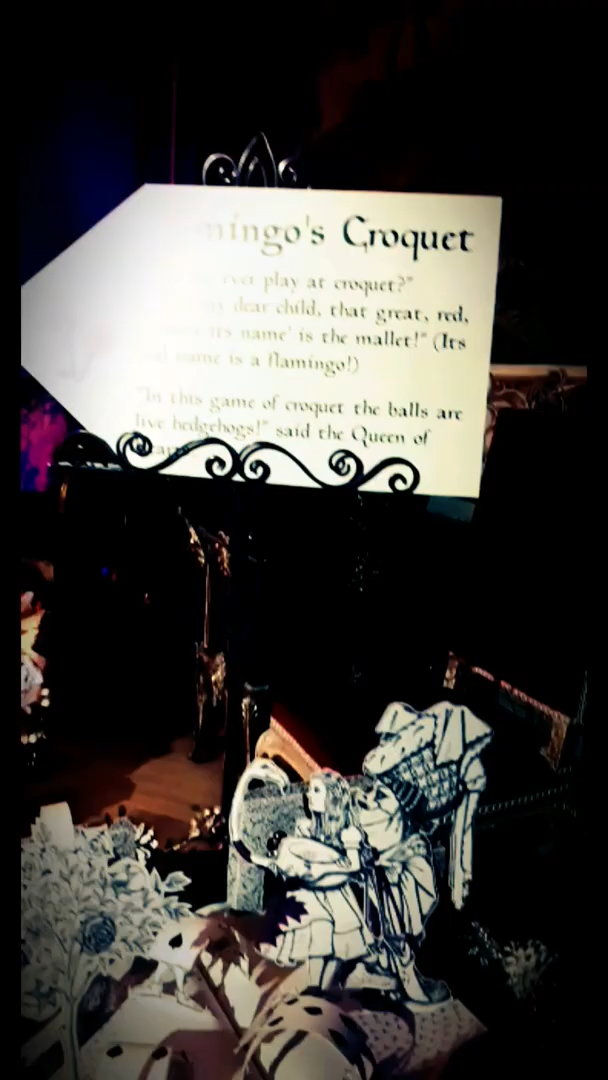 mingo's Croquet
ever play at croquet?"
my dear child, that great, red,
its name' is the mallet!" (Its
name is a flamingo!)
"In this game of croquet the balls are
live hedgehogs!" said the Queen of